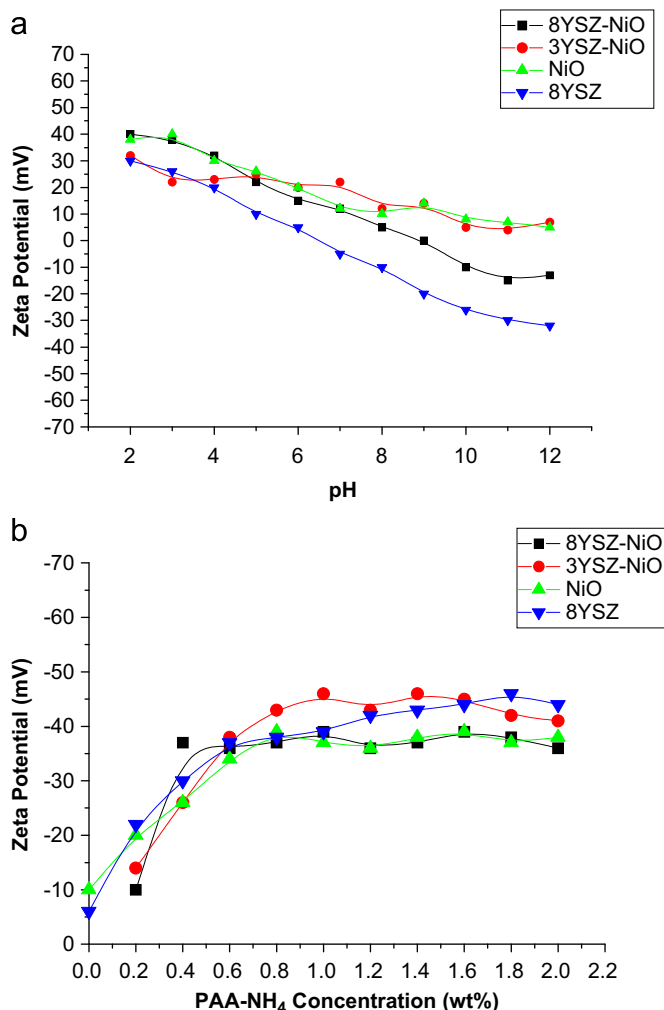 a
8YSZ-NiO
3YSZ-NiO
NiO
8YSZ
70
60
50
40
30
20
10
0
-10
-20
-30
-40
-50
-60
-70
Zeta Potential (mV)
2 4 6 8 10 12
pH
b
8YSZ-NiO
3YSZ-NiO
NiO
8YSZ
-70
-60
-50
-40
-30
-20
-10
0
Zeta Potential (mV)
0.0 0.2 0.4 0.6 0.8 1.0 1.2 1.4 1.6 1.8 2.0 2.2
PAA-NH₄ Concentration (wt%)